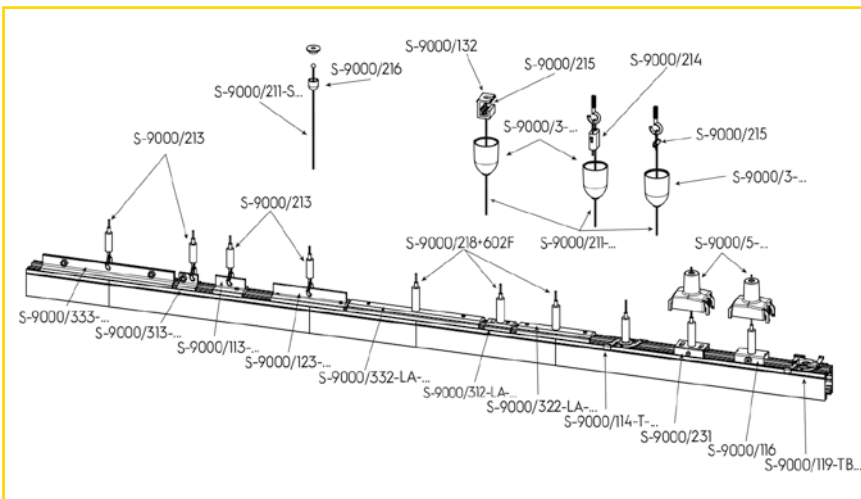 S-9000/132
S-9000/215
S-9000/214
S-9000/216
S-9000/211-S...
S-9000/213
S-9000/3-...
S-9000/215
S-9000/3-...
S-9000/213
S-9000/218+602F
S-9000/211-...
S-9000/5-...
S-9000/333-...
S-9000/313-...
S-9000/113-...
S-9000/123-...
S-9000/332-LA-...
S-9000/312-LA-...
S-9000/322-LA-...
S-9000/114-T-...
S-9000/231
S-9000/116
S-9000/119-TB...